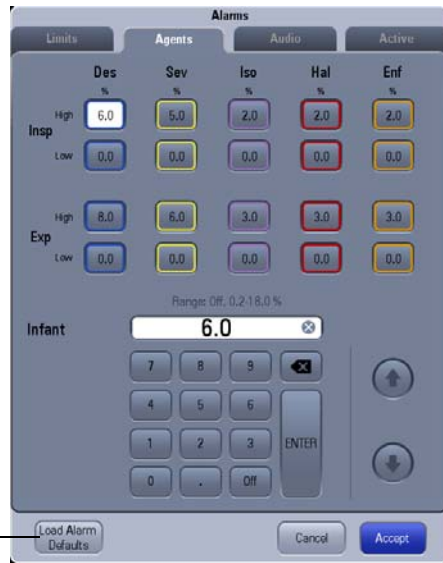 Alarms
Limits Agents Audio Active
Des Sev Iso Hal Enf
% % % % %
High 6.0 5.0 2.0 2.0 2.0
Insp
Low 0.0 0.0 0.0 0.0 0.0
High 8.0 6.0 3.0 3.0 3.0
Exp
Low 0.0 0.0 0.0 0.0 0.0
Range: Off, 0.2-18.0 %
Infant 6.0
7 8 9
4 5 6
1 2 3 ENTER
0 . Off
Load Alarm
Defaults
Cancel Accept